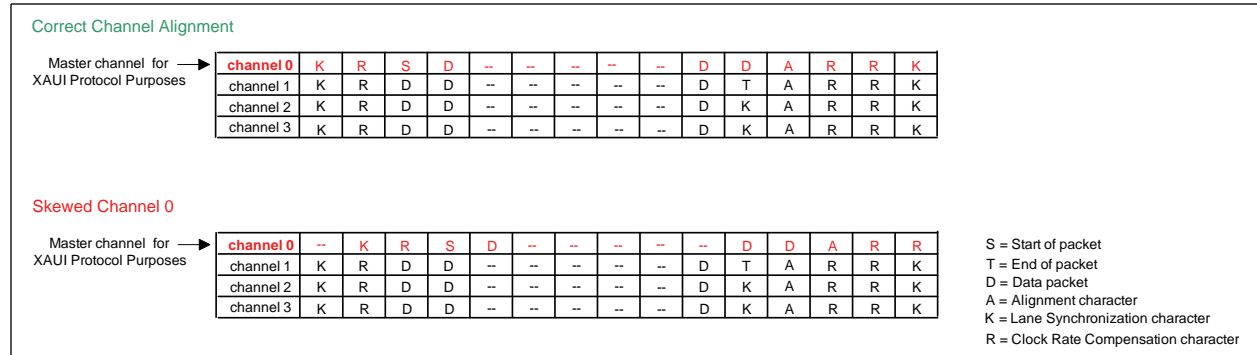 Correct Channel Alignment
Master channel for
XAUI Protocol Purposes
channel 0 K R S D -- -- -- -- -- D D A R R K
channel 1 K R D D -- -- -- -- -- D T A R R K
channel 2 K R D D -- -- -- -- -- D K A R R K
channel 3 K R D D -- -- -- -- -- D K A R R K
Skewed Channel 0
Master channel for
XAUI Protocol Purposes
channel 0 -- K R S D -- -- -- -- -- D D A R R
channel 1 K R D D -- -- -- -- -- D T A R R K
channel 2 K R D D -- -- -- -- -- D K A R R K
channel 3 K R D D -- -- -- -- -- D K A R R K
S = Start of packet
T = End of packet
D = Data packet
A = Alignment character
K = Lane Synchronization character
R = Clock Rate Compensation character